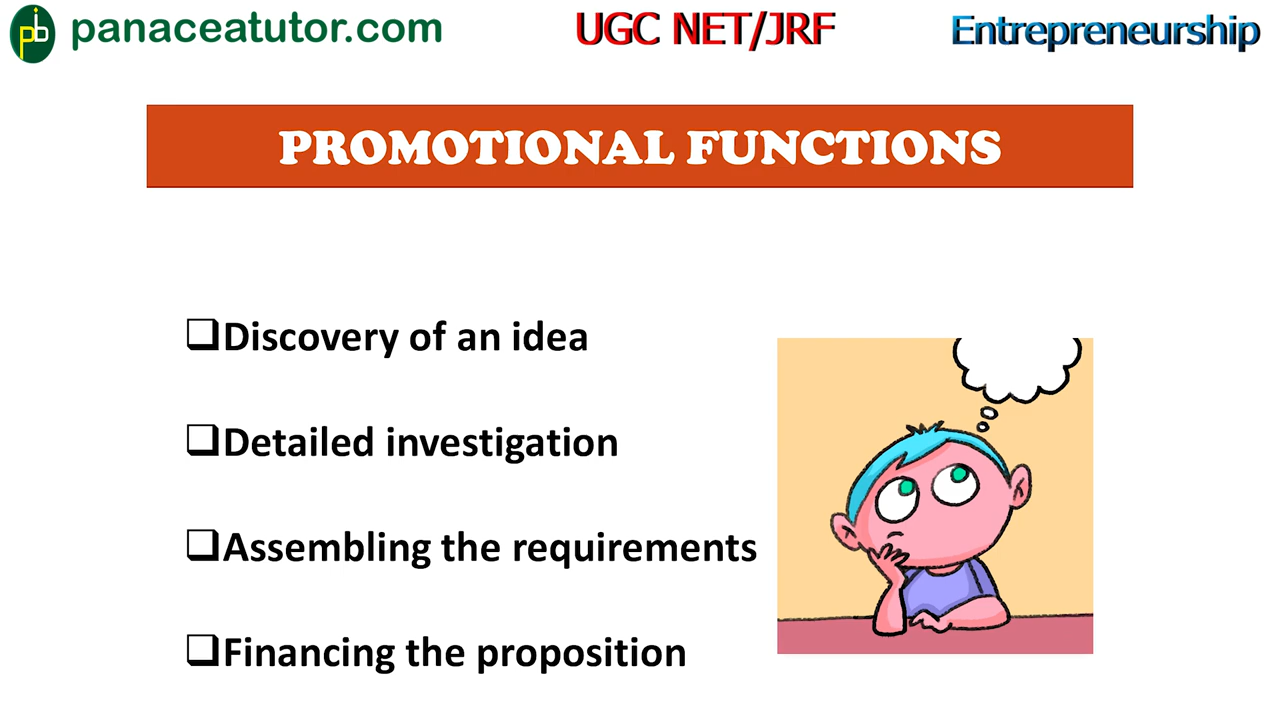 pb panaceatutor.com
UGC NET/JRF
Entrepreneurship
PROMOTIONAL FUNCTIONS
Discovery of an idea
Detailed investigation
Assembling the requirements
Financing the proposition